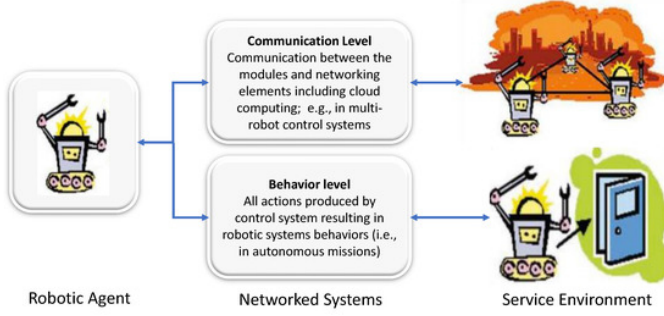 Communication Level
Communication between the
modules and networking
elements including cloud
computing; e.g., in multi-
robot control systems
Behavior level
All actions produced by
control system resulting in
robotic systems behaviors (i.e.,
in autonomous missions)
Robotic Agent
Networked Systems
Service Environment